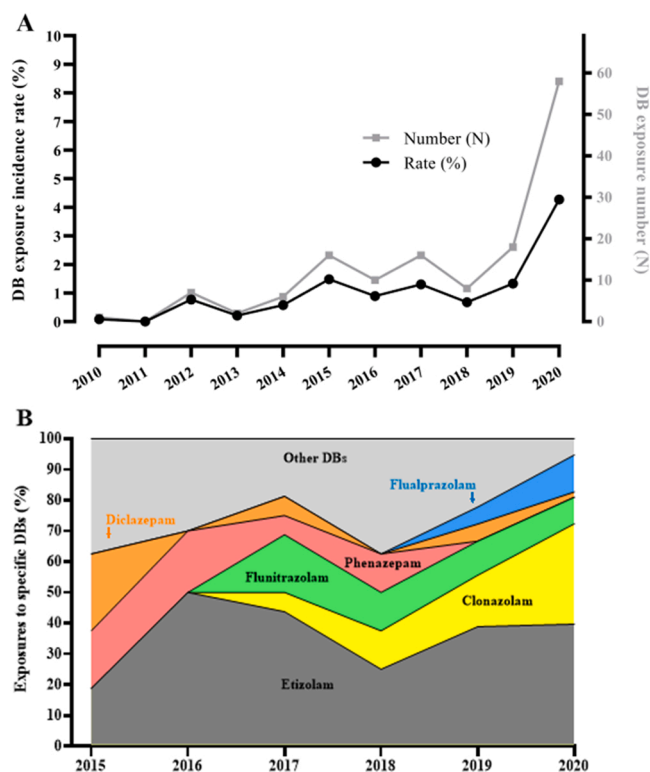 A
DB exposure incidence rate (%)
10
9
8
7
6
5
4
3
2
1
0
60
50
40
30
20
10
0
DB exposure number (N)
Number (N)
Rate (%)
2010 2011 2012 2013 2014 2015 2016 2017 2018 2019 2020
B
Exposures to specific DBs (%)
100
90
80
70
60
50
40
30
20
10
0
Other DBs
Flualprazolam
Diclazepam
Phenazepam
Flunitrazolam
Clonazolam
Etizolam
2015 2016 2017 2018 2019 2020